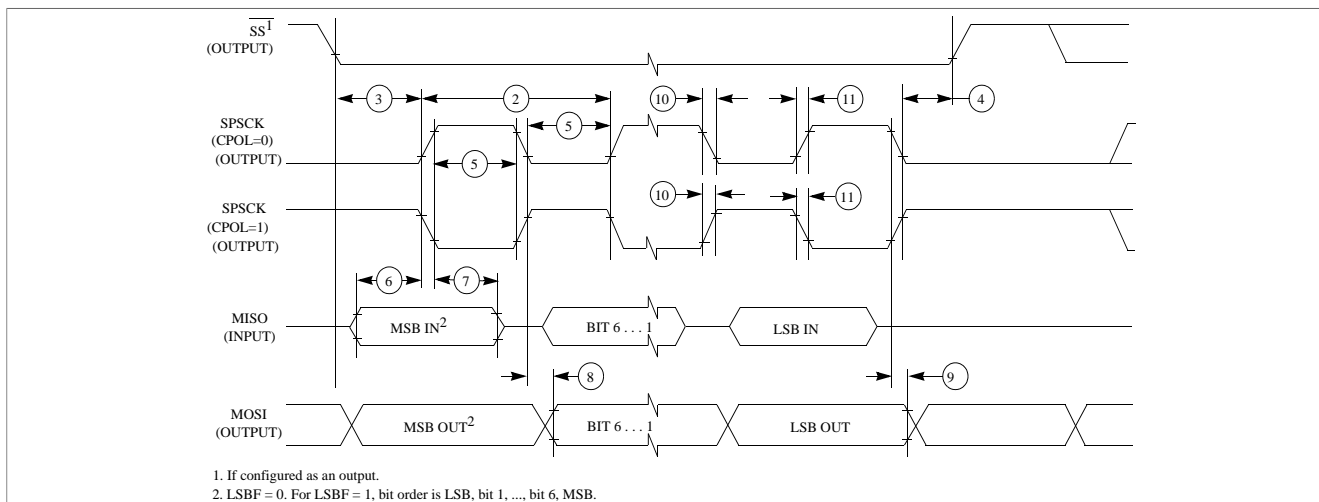 SS1
(OUTPUT)
3
2
10
11
4
SPSCK
(CPOL=0)
(OUTPUT)
5
5
SPSCK
(CPOL=1)
(OUTPUT)
10
11
6
7
MISO
(INPUT)
MSB IN2
BIT 6 . . . 1
LSB IN
8
9
MOSI
(OUTPUT)
MSB OUT2
BIT 6 . . . 1
LSB OUT
1. If configured as an output.
2. LSBF = 0. For LSBF = 1, bit order is LSB, bit 1, ..., bit 6, MSB.